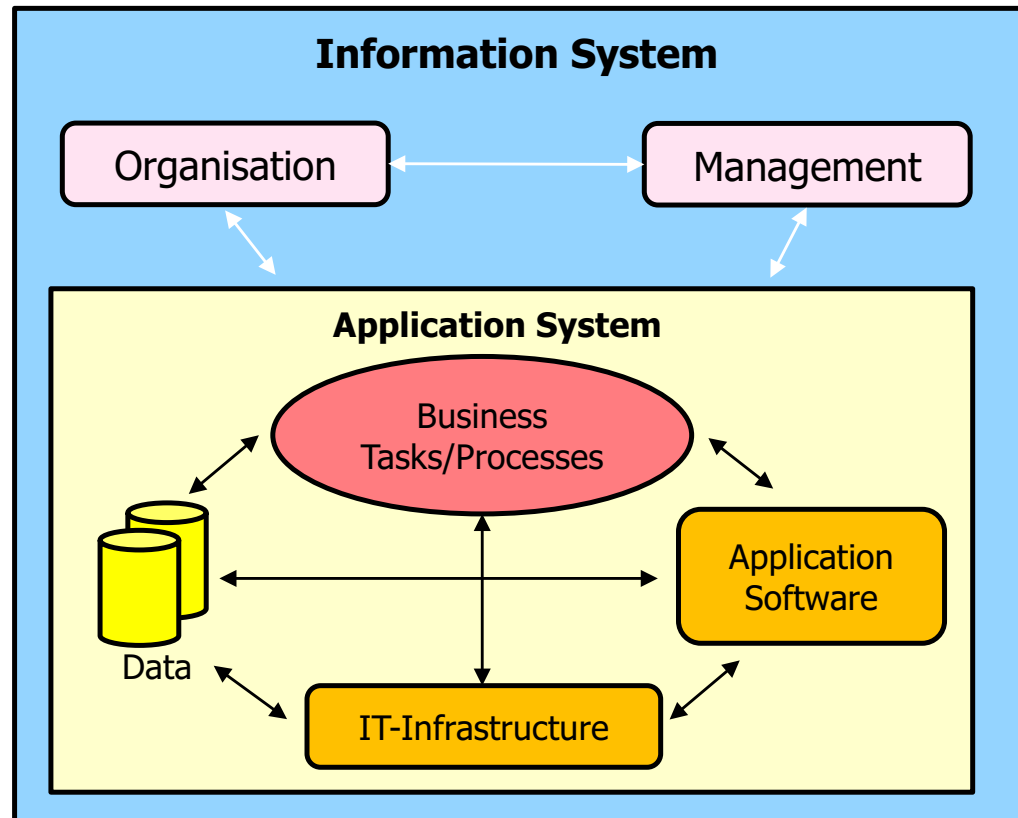 Information System
Organisation
Management
Application System
Business
Tasks/Processes
Application
Software
Data
IT-Infrastructure